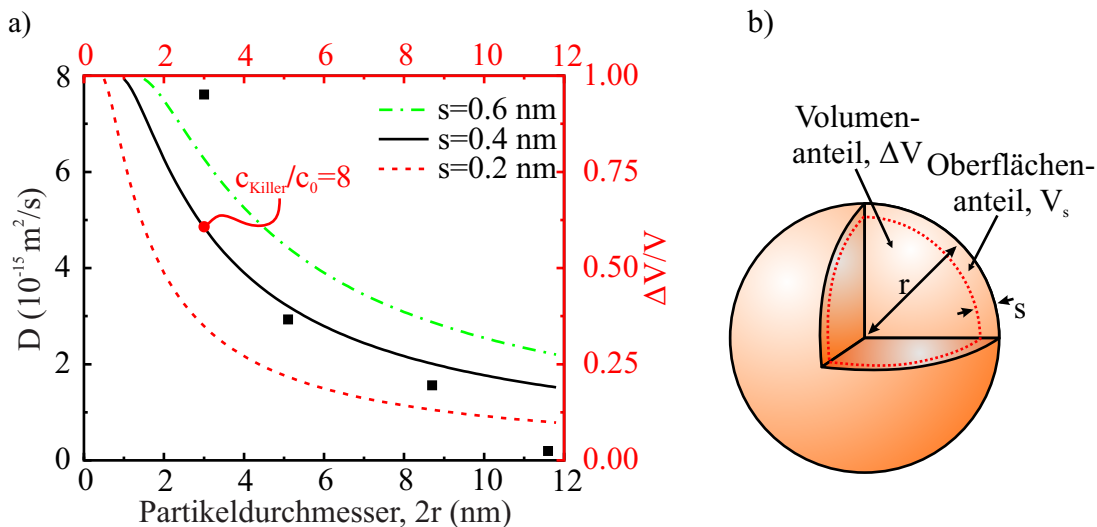 a)
0 2 4 6 8 10 12
8 6 4 2 0
D (10⁻¹⁵ m²/s)
s=0.6 nm
s=0.4 nm
s=0.2 nm
c_Killer/c_0=8
1.00 0.75 0.50 0.25 0.00
ΔV/V
0 2 4 6 8 10 12
Partikeldurchmesser, 2r (nm)
b)
Volumen-
anteil, ΔV
Oberflächen-
anteil, V_s
r
s